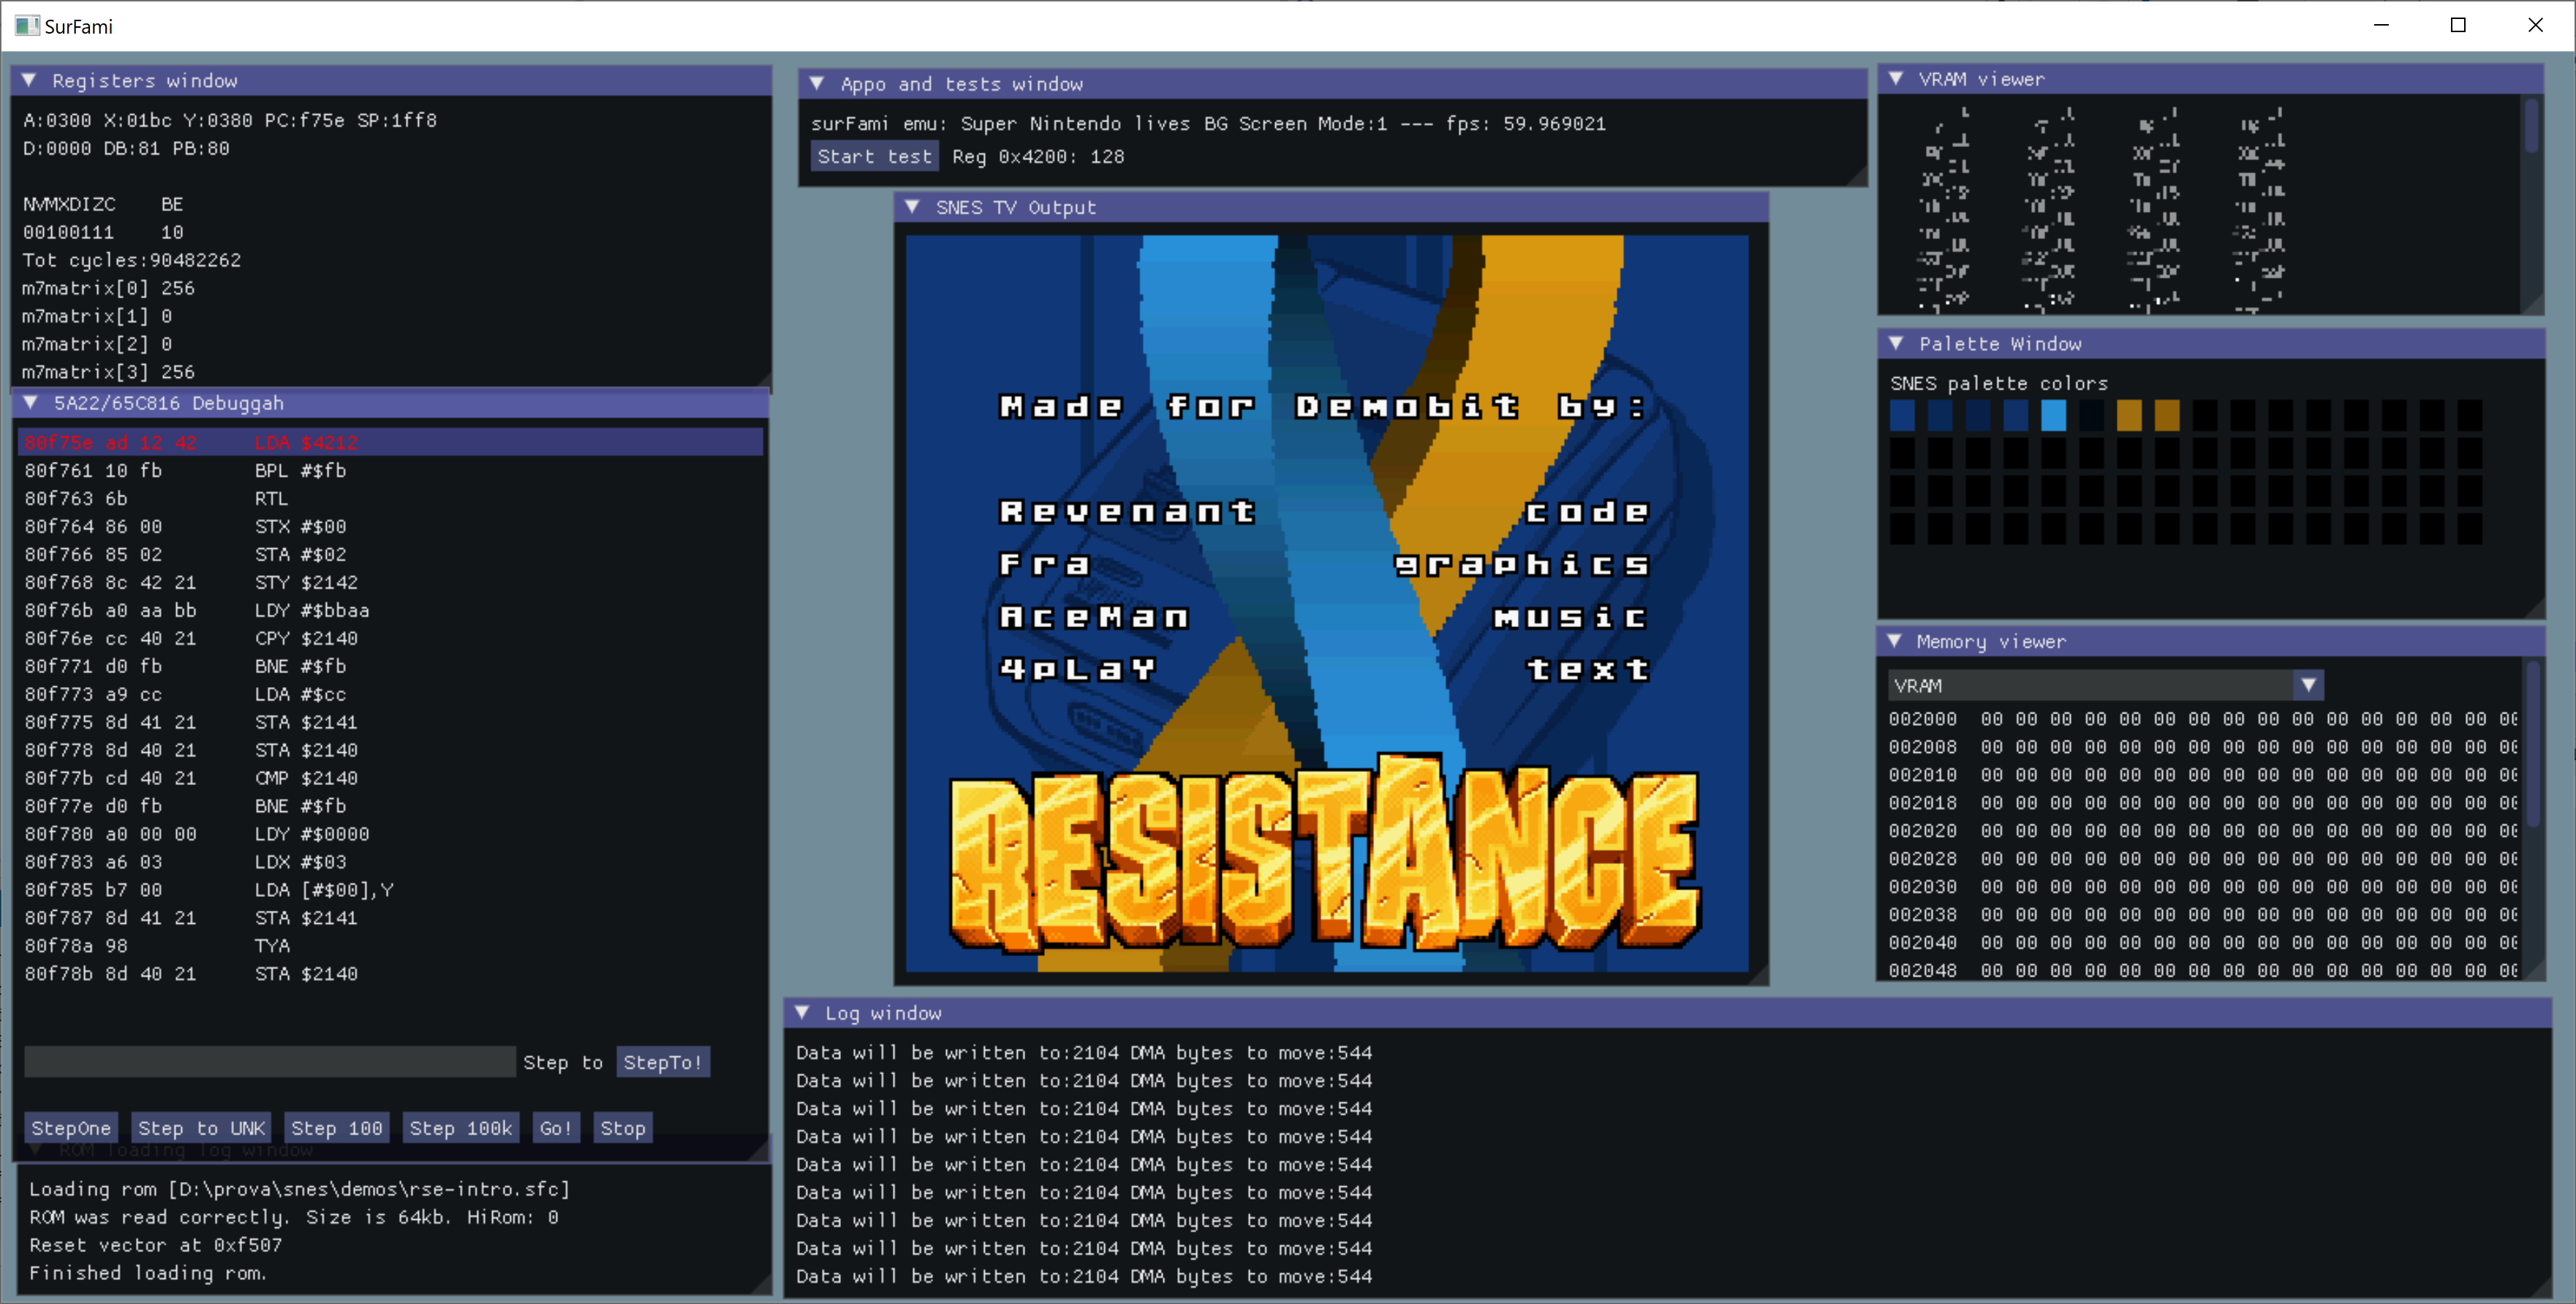 SurFami
Registers window
A:0300 X:01bc Y:0380 PC:f75e SP:1ff8
D:0000 DB:81 PB:80
NVMXDIZC    BE
00100111    10
Tot cycles:90482262
m7matrix[0] 256
m7matrix[1] 0
m7matrix[2] 0
m7matrix[3] 256
5A22/65C816 Debuggah
80f75e ad 12 42     LDA $4212
80f761 10 fb        BPL #$fb
80f763 6b           RTL
80f764 86 00        STX #$00
80f766 85 02        STA #$02
80f768 8c 42 21     STY $2142
80f76b a0 aa bb     LDY #$bbaa
80f76e cc 40 21     CPY $2140
80f771 d0 fb        BNE #$fb
80f773 a9 cc        LDA #$cc
80f775 8d 41 21     STA $2141
80f778 8d 40 21     STA $2140
80f77b cd 40 21     CMP $2140
80f77e d0 fb        BNE #$fb
80f780 a0 00 00     LDY #$0000
80f783 a6 03        LDX #$03
80f785 b7 00        LDA [#$00],Y
80f787 8d 41 21     STA $2141
80f78a 98           TYA
80f78b 8d 40 21     STA $2140
Step to StepTo!
StepOne Step to UNK Step 100 Step 100k Go! Stop
ROM loading log window
Loading rom [D:\prova\snes\demos\rse-intro.sfc]
ROM was read correctly. Size is 64kb. HiRom: 0
Reset vector at 0xf507
Finished loading rom.
Appo and tests window
surFami emu: Super Nintendo lives BG Screen Mode:1 --- fps: 59.969021
Start test Reg 0x4200: 128
SNES TV Output
Made for Demobit by:
Revenant code
Fra graphics
AceMan music
4pLaY text
RESISTANCE
Log window
Data will be written to:2104 DMA bytes to move:544
Data will be written to:2104 DMA bytes to move:544
Data will be written to:2104 DMA bytes to move:544
Data will be written to:2104 DMA bytes to move:544
Data will be written to:2104 DMA bytes to move:544
Data will be written to:2104 DMA bytes to move:544
Data will be written to:2104 DMA bytes to move:544
Data will be written to:2104 DMA bytes to move:544
Data will be written to:2104 DMA bytes to move:544
VRAM viewer
Palette Window
SNES palette colors
Memory viewer
VRAM
002000 00 00 00 00 00 00 00 00 00 00 00 00 00 00 00
002008 00 00 00 00 00 00 00 00 00 00 00 00 00 00 00
002010 00 00 00 00 00 00 00 00 00 00 00 00 00 00 00
002018 00 00 00 00 00 00 00 00 00 00 00 00 00 00 00
002020 00 00 00 00 00 00 00 00 00 00 00 00 00 00 00
002028 00 00 00 00 00 00 00 00 00 00 00 00 00 00 00
002030 00 00 00 00 00 00 00 00 00 00 00 00 00 00 00
002038 00 00 00 00 00 00 00 00 00 00 00 00 00 00 00
002040 00 00 00 00 00 00 00 00 00 00 00 00 00 00 00
002048 00 00 00 00 00 00 00 00 00 00 00 00 00 00 00